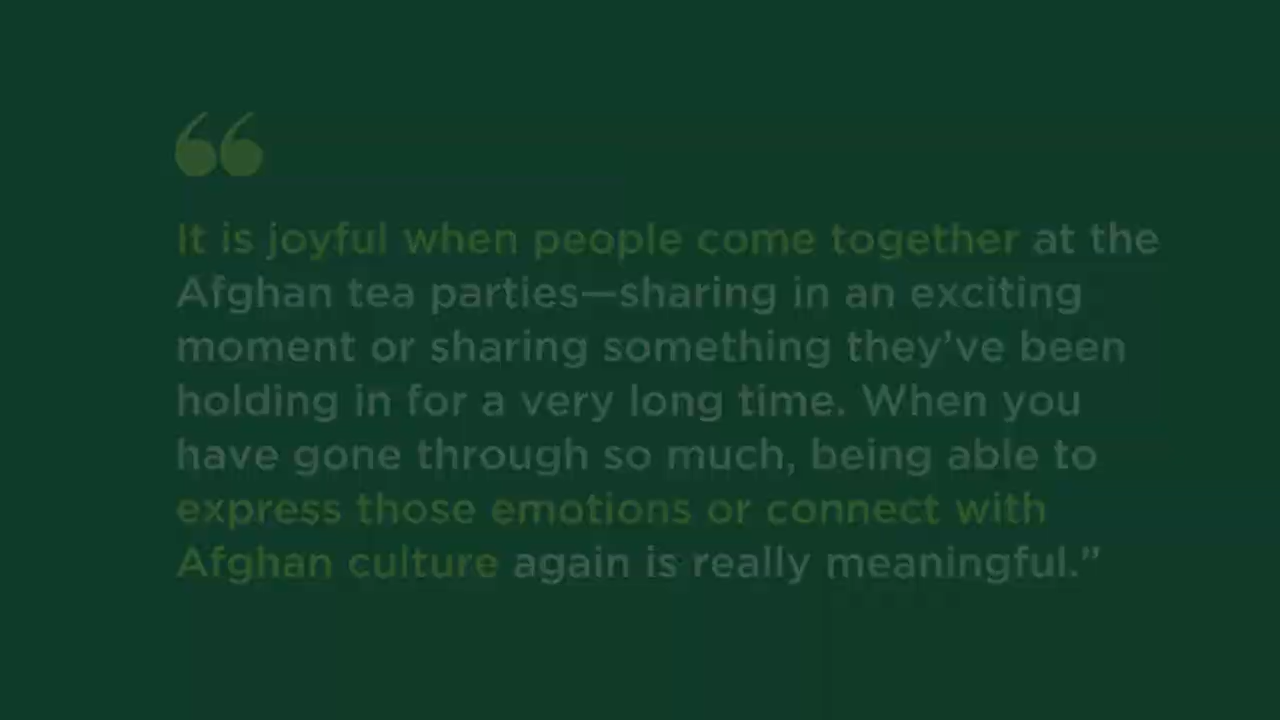 “
It is joyful when people come together at the
Afghan tea parties—sharing in an exciting
moment or sharing something they’ve been
holding in for a very long time. When you
have gone through so much, being able to
express those emotions or connect with
Afghan culture again is really meaningful.”